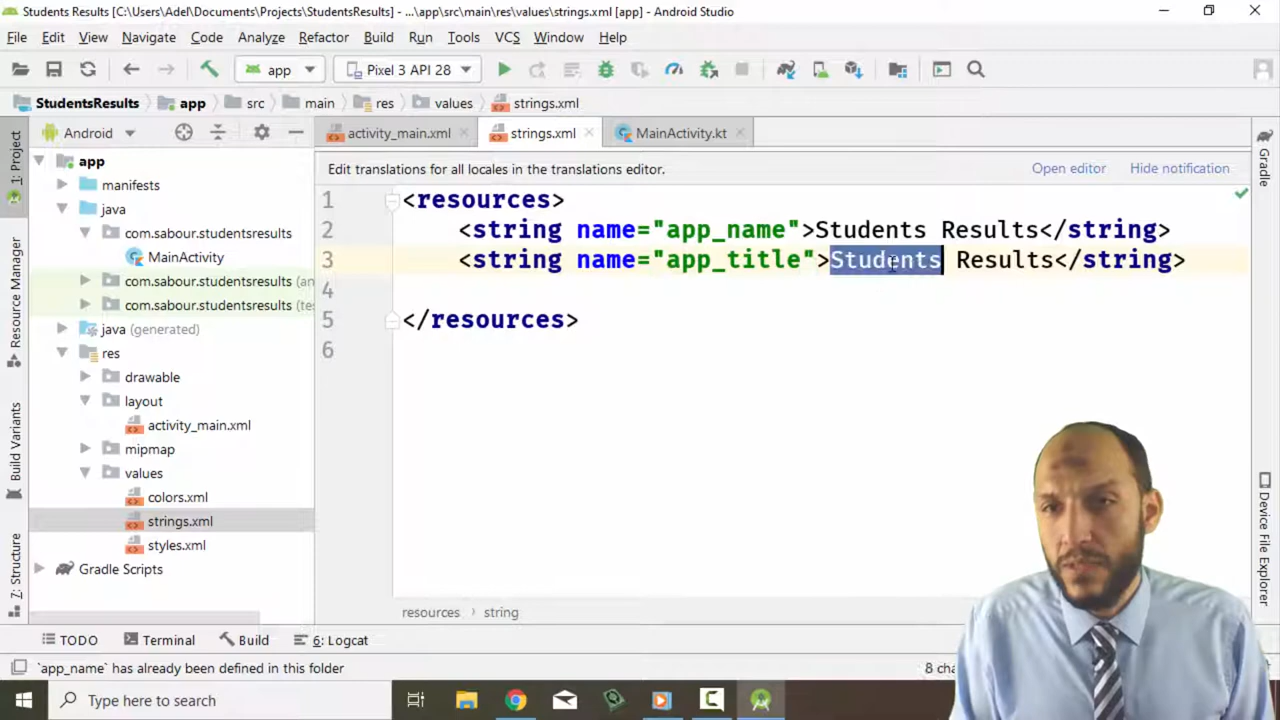 Students Results [C:\Users\Adel\Documents\Projects\StudentsResults] - ...\app\src\main\res\values\strings.xml [app] - Android Studio
File Edit View Navigate Code Analyze Refactor Build Run Tools VCS Window Help
app Pixel 3 API 28
StudentsResults app src main res values strings.xml
Android activity_main.xml strings.xml MainActivity.kt
Edit translations for all locales in the translations editor. Open editor Hide notification
1: Project
Resource Manager
Build Variants
7: Structure
app
manifests
java
com.sabour.studentsresults
MainActivity
com.sabour.studentsresults (an
com.sabour.studentsresults (te
java (generated)
res
drawable
layout
activity_main.xml
mipmap
values
colors.xml
strings.xml
styles.xml
Gradle Scripts
1 <resources>
2 <string name="app_name">Students Results</string>
3 <string name="app_title">Students Results</string>
4
5 </resources>
6
Gradle
Device File Explorer
resources › string
TODO Terminal Build 6: Logcat
`app_name` has already been defined in this folder 8 cha
Type here to search